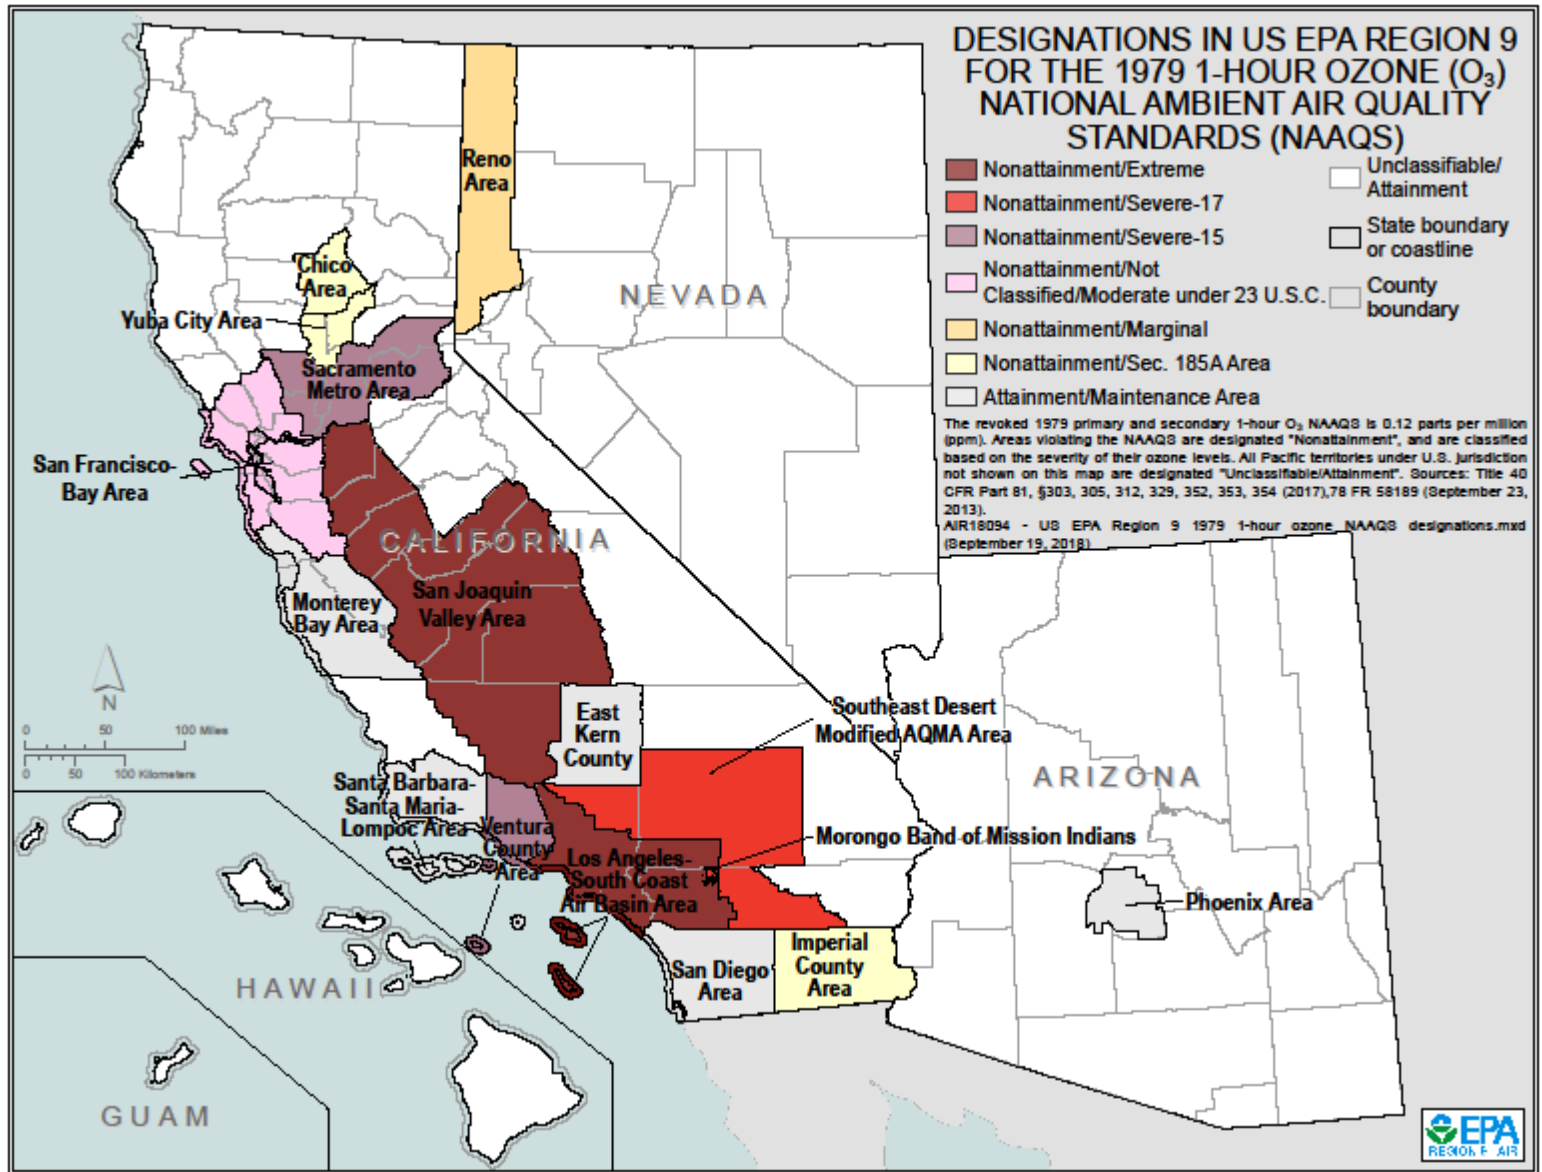 DESIGNATIONS IN US EPA REGION 9
FOR THE 1979 1-HOUR OZONE (O₃)
NATIONAL AMBIENT AIR QUALITY
STANDARDS (NAAQS)
Nonattainment/Extreme
Nonattainment/Severe-17
Nonattainment/Severe-15
Nonattainment/Not
Classified/Moderate under 23 U.S.C.
Nonattainment/Marginal
Nonattainment/Sec. 185A Area
Attainment/Maintenance Area
Unclassifiable/
Attainment
State boundary
or coastline
County
boundary
The revoked 1979 primary and secondary 1-hour O₃ NAAQS is 0.12 parts per million
(ppm). Areas violating the NAAQS are designated "Nonattainment", and are classified
based on the severity of their ozone levels. All Pacific territories under U.S. jurisdiction
not shown on this map are designated "Unclassifiable/Attainment". Sources: Title 40
CFR Part 81, §303, 305, 312, 329, 352, 353, 354 (2017),78 FR 58189 (September 23,
2013).
AIR18094 - US EPA Region 9 1979 1-hour ozone NAAQS designations.mxd
(September 19, 2018)
Reno
Area
Chico
Area
NEVADA
Yuba City Area
Sacramento
Metro Area
San Francisco-
Bay Area
CALIFORNIA
San Joaquin
Valley Area
Monterey
Bay Area
N
0 50 100 Miles
0 50 100 Kilometers
East
Kern
County
Southeast Desert
Modified AQMA Area
ARIZONA
Santa Barbara-
Santa Maria-
Lompoc Area
Ventura
County
Area
Morongo Band of Mission Indians
Los Angeles-
South Coast
Air Basin Area
Phoenix Area
San Diego
Area
Imperial
County
Area
HAWAII
GUAM
EPA
REGION 9 AIR